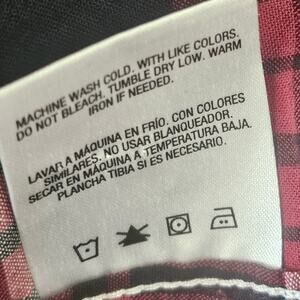 MACHINE WASH COLD. WITH LIKE COLORS.
DO NOT BLEACH. TUMBLE DRY LOW. WARM
IRON IF NEEDED.
LAVAR A MÁQUINA EN FRÍO. CON COLORES
SIMILARES. NO USAR BLANQUEADOR.
SECAR EN MÁQUINA A TEMPERATURA BAJA.
PLANCHA TIBIA SI ES NECESARIO.